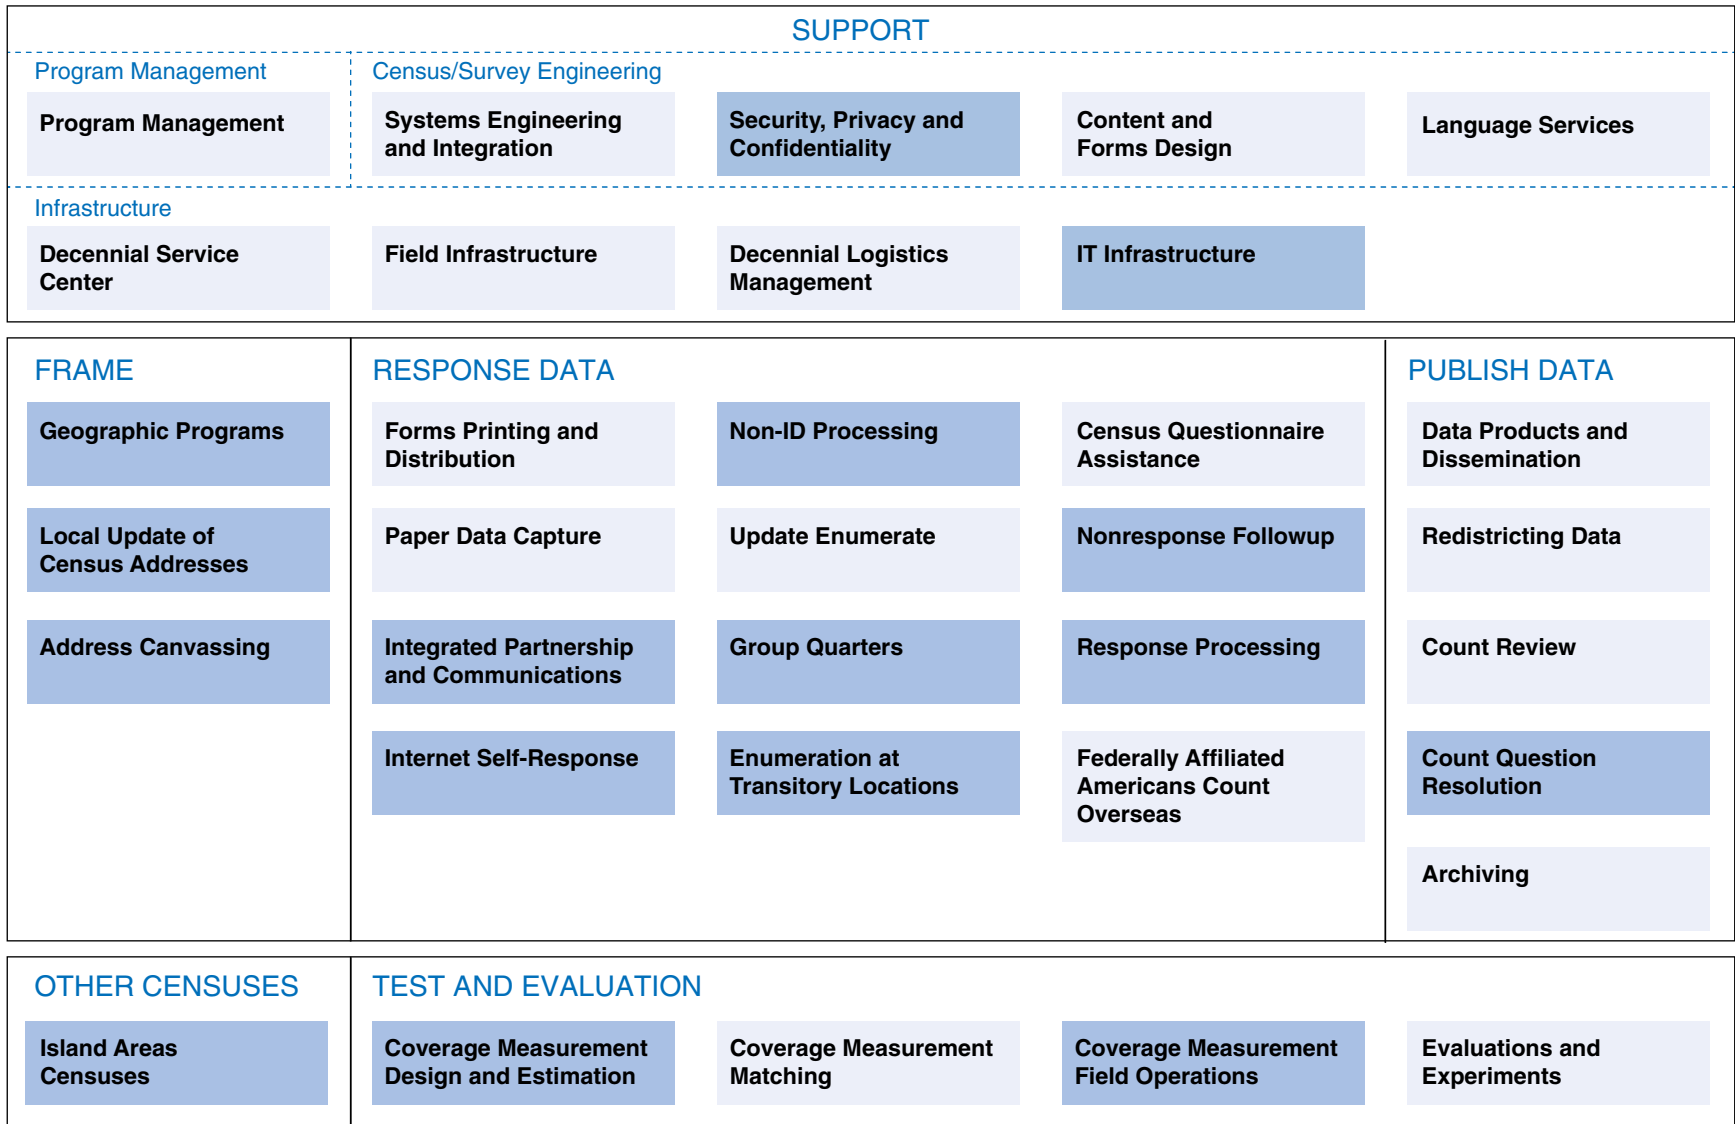 SUPPORT
Program Management
Census/Survey Engineering
Program Management
Systems Engineering
and Integration
Security, Privacy and
Confidentiality
Content and
Forms Design
Language Services
Infrastructure
Decennial Service
Center
Field Infrastructure
Decennial Logistics
Management
IT Infrastructure
FRAME
Geographic Programs
Local Update of
Census Addresses
Address Canvassing
RESPONSE DATA
Forms Printing and
Distribution
Non-ID Processing
Census Questionnaire
Assistance
Paper Data Capture
Update Enumerate
Nonresponse Followup
Integrated Partnership
and Communications
Group Quarters
Response Processing
Internet Self-Response
Enumeration at
Transitory Locations
Federally Affiliated
Americans Count
Overseas
PUBLISH DATA
Data Products and
Dissemination
Redistricting Data
Count Review
Count Question
Resolution
Archiving
OTHER CENSUSES
Island Areas
Censuses
TEST AND EVALUATION
Coverage Measurement
Design and Estimation
Coverage Measurement
Matching
Coverage Measurement
Field Operations
Evaluations and
Experiments